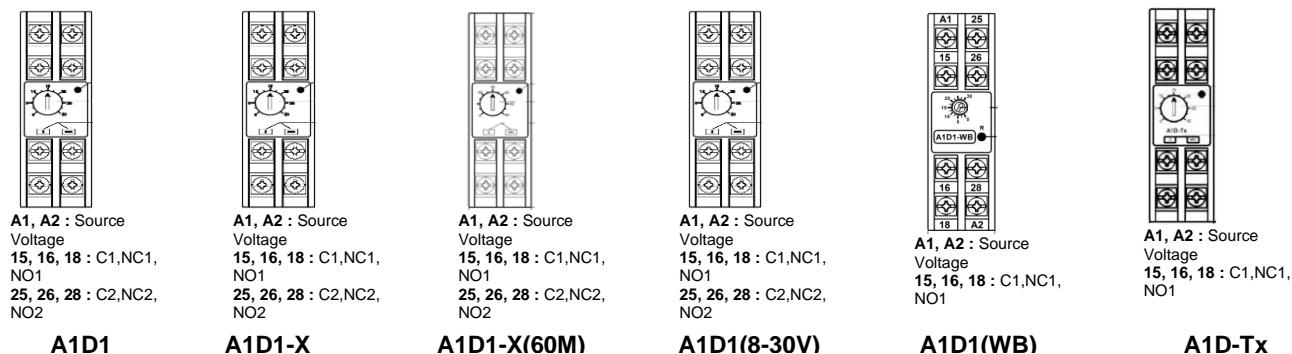 A1 25
15 26
A1D1-WB R
16 28
18 A2
A1D-Tx
A1, A2 : Source
Voltage
15, 16, 18 : C1,NC1,
NO1
25, 26, 28 : C2,NC2,
NO2
A1D1
A1, A2 : Source
Voltage
15, 16, 18 : C1,NC1,
NO1
25, 26, 28 : C2,NC2,
NO2
A1D1-X
A1, A2 : Source
Voltage
15, 16, 18 : C1,NC1,
NO1
25, 26, 28 : C2,NC2,
NO2
A1D1-X(60M)
A1, A2 : Source
Voltage
15, 16, 18 : C1,NC1,
NO1
25, 26, 28 : C2,NC2,
NO2
A1D1(8-30V)
A1, A2 : Source
Voltage
15, 16, 18 : C1,NC1,
NO1
A1D1(WB)
A1, A2 : Source
Voltage
15, 16, 18 : C1,NC1,
NO1
A1D-Tx